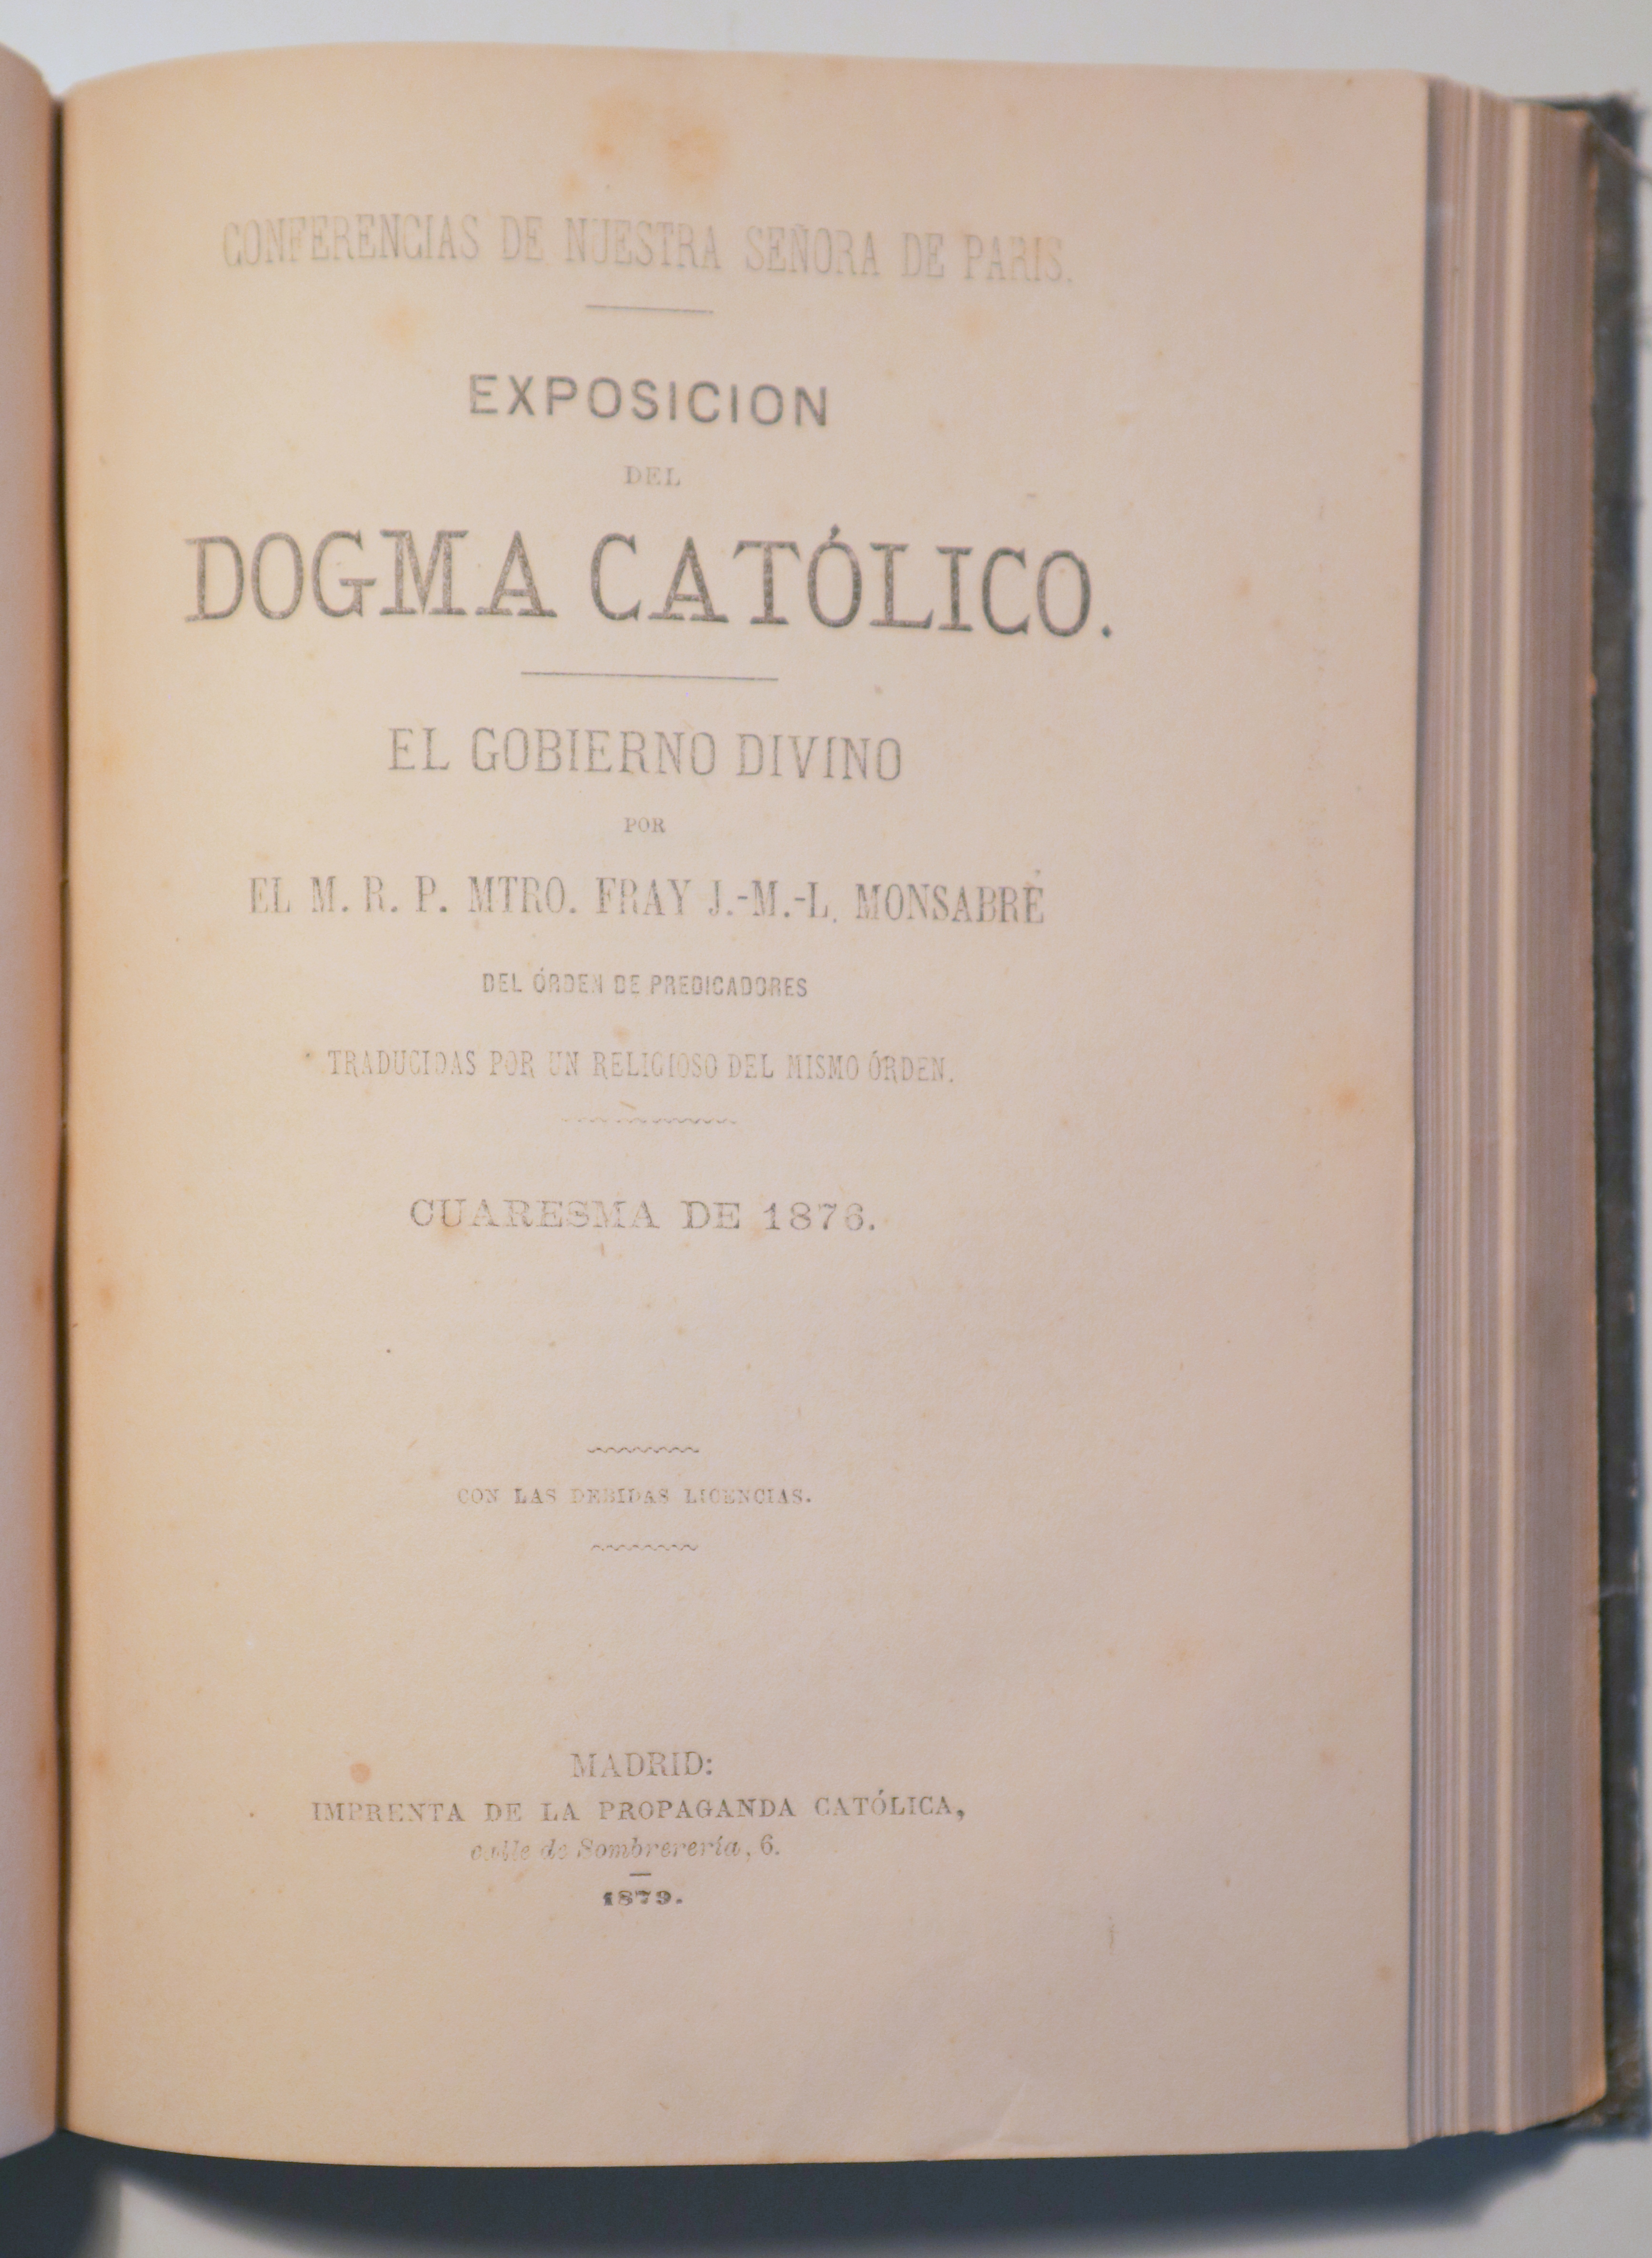 CONFERENCIAS DE NUESTRA SEÑORA DE PARIS.
EXPOSICION
DEL
DOGMA CATÓLICO.
EL GOBIERNO DIVINO
POR
EL M. R. P. MTRO. FRAY J.-M.-L. MONSABRÉ
DEL ÓRDEN DE PREDICADORES
TRADUCIDAS POR UN RELIGIOSO DEL MISMO ÓRDEN.
CUARESMA DE 1876.
CON LAS DEBIDAS LICENCIAS.
MADRID:
IMPRENTA DE LA PROPAGANDA CATÓLICA,
calle de Sombrerería, 6.
1879.